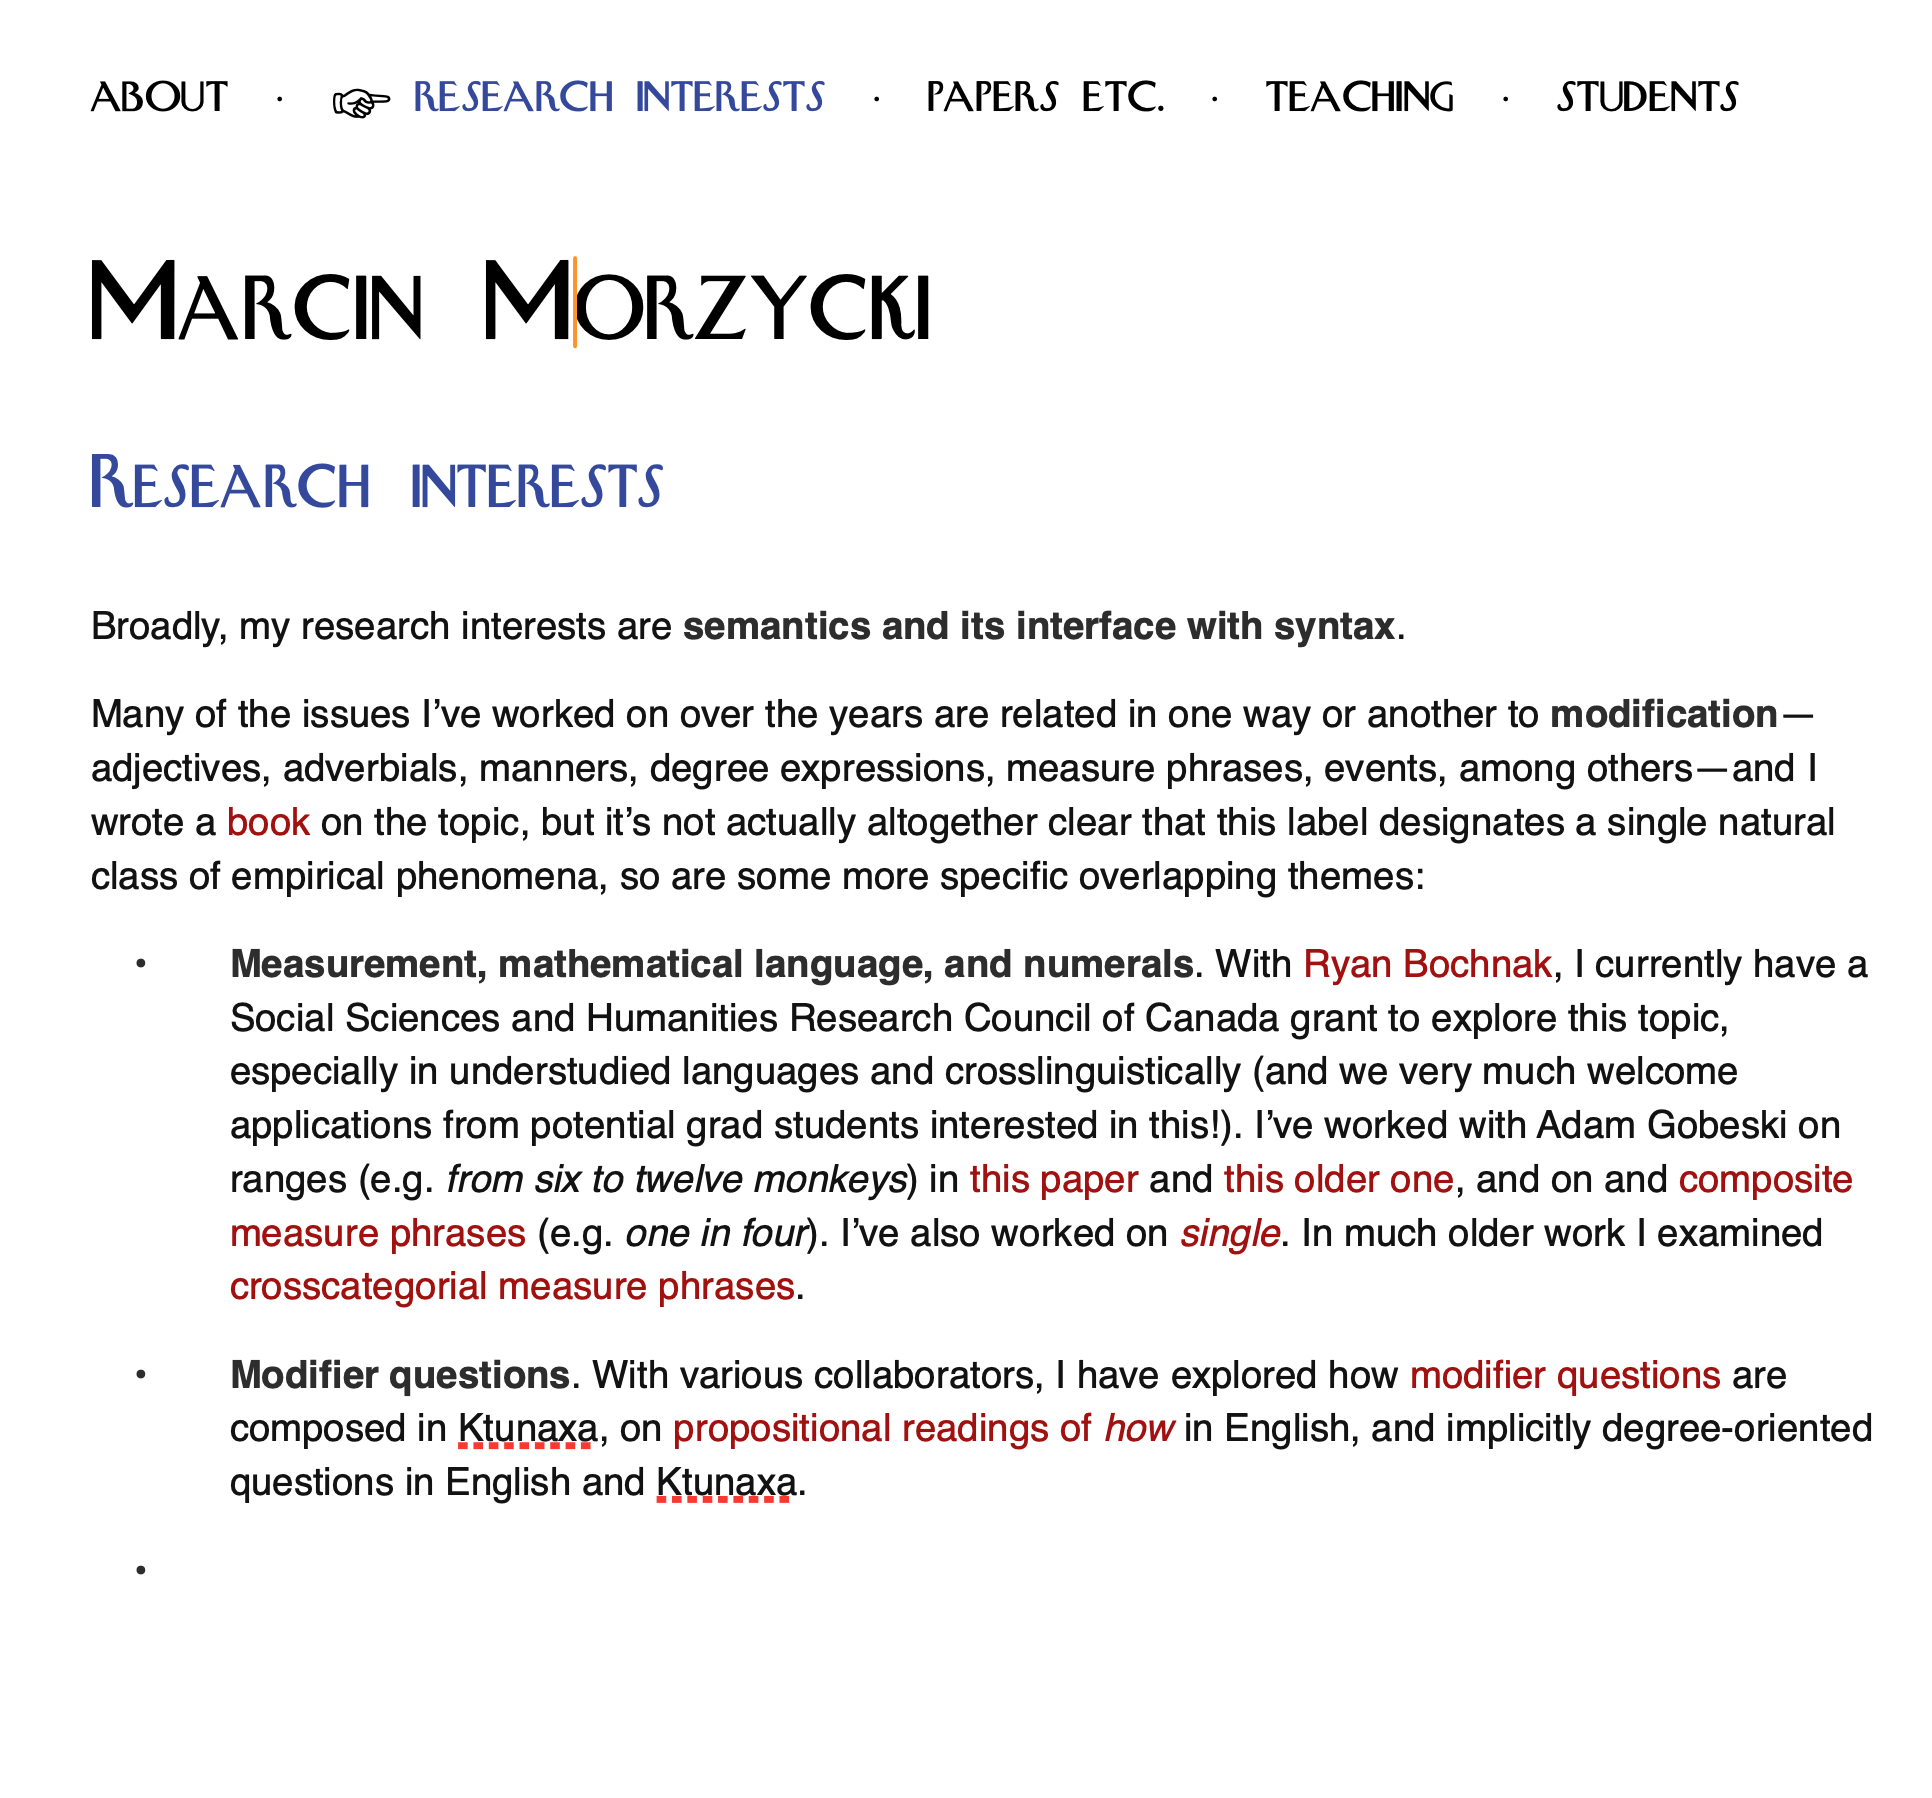 ABOUT · ☞ RESEARCH INTERESTS · PAPERS ETC. · TEACHING · STUDENTS
MARCIN MORZYCKI
RESEARCH INTERESTS
Broadly, my research interests are semantics and its interface with syntax.
Many of the issues I’ve worked on over the years are related in one way or another to modification—
adjectives, adverbials, manners, degree expressions, measure phrases, events, among others—and I
wrote a book on the topic, but it’s not actually altogether clear that this label designates a single natural
class of empirical phenomena, so are some more specific overlapping themes:
• Measurement, mathematical language, and numerals. With Ryan Bochnak, I currently have a
Social Sciences and Humanities Research Council of Canada grant to explore this topic,
especially in understudied languages and crosslinguistically (and we very much welcome
applications from potential grad students interested in this!). I’ve worked with Adam Gobeski on
ranges (e.g. from six to twelve monkeys) in this paper and this older one, and on and composite
measure phrases (e.g. one in four). I’ve also worked on single. In much older work I examined
crosscategorial measure phrases.
• Modifier questions. With various collaborators, I have explored how modifier questions are
composed in Ktunaxa, on propositional readings of how in English, and implicitly degree-oriented
questions in English and Ktunaxa.
•